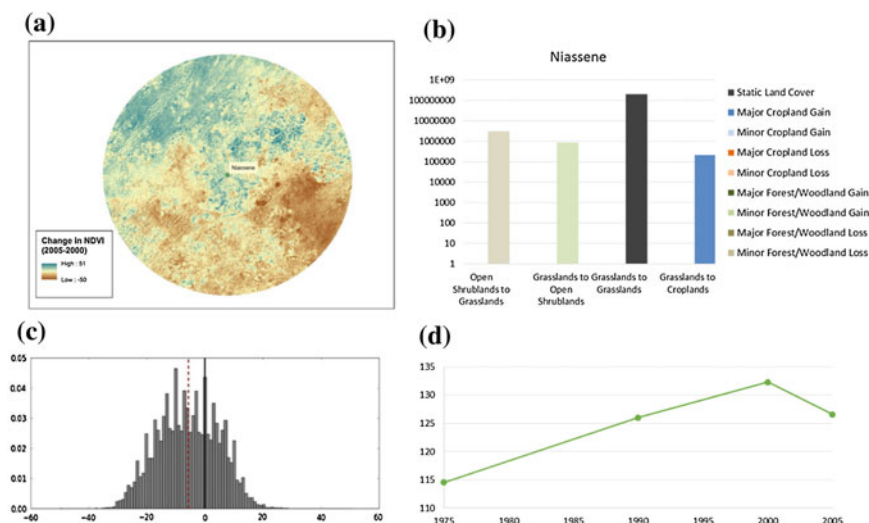 (a)
Niassene
Change In NDVI
(2005-2000)
High : 51
Low : -50
(b)
Niassene
1E+09
100000000
10000000
1000000
100000
10000
1000
100
10
1
Open
Shrublands to
Grasslands
Grasslands to
Open
Shrublands
Grasslands to
Grasslands
Grasslands to
Croplands
Static Land Cover
Major Cropland Gain
Minor Cropland Gain
Major Cropland Loss
Minor Cropland Loss
Major Forest/Woodland Gain
Minor Forest/Woodland Gain
Major Forest/Woodland Loss
Minor Forest/Woodland Loss
(c)
0.05
0.04
0.03
0.02
0.01
0.00
-60
-40
-20
0
20
40
60
(d)
135
130
125
120
115
110
1975
1980
1985
1990
1995
2000
2005